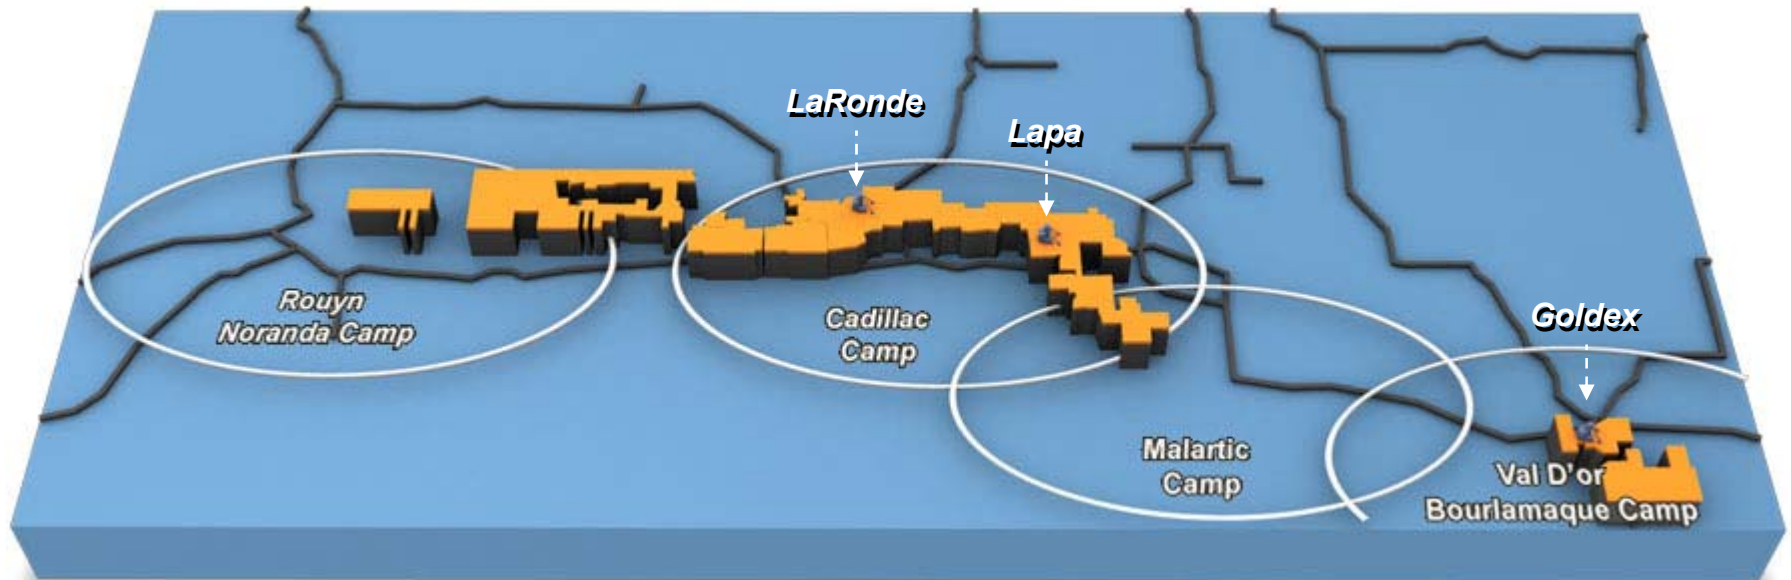 LaRonde
Lapa
Rouyn
Noranda Camp
Cadillac
Camp
Goldex
Malartic
Camp
Val D'or
Bourlamaque Camp